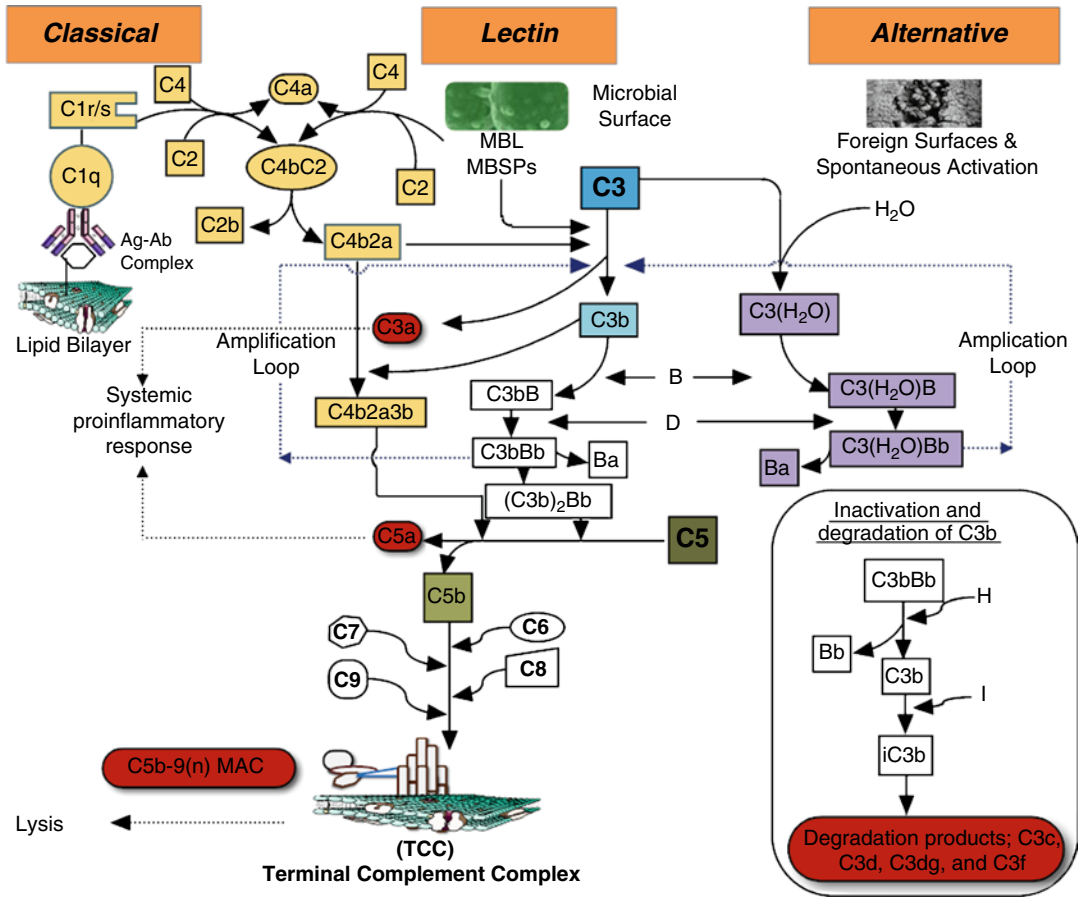 Classical
Lectin
Alternative
C4
C4a
C4
C1r/s
C2
C4bC2
C2
C1q
MBL
MBSPs
Microbial
Surface
Foreign Surfaces &
Spontaneous Activation
C3
H₂O
C2b
C4b2a
Ag-Ab
Complex
Lipid Bilayer
C3a
C3b
C3(H₂O)
Amplification
Loop
Amplication
Loop
Systemic
proinflammatory
response
B
C3bB
C3(H₂O)B
C4b2a3b
D
C3bBb
Ba
C3(H₂O)Bb
Ba
(C3b)₂Bb
C5a
C5
C5b
C7
C6
C9
C8
C5b-9(n) MAC
Lysis
(TCC)
Terminal Complement Complex
Inactivation and
degradation of C3b
C3bBb
H
Bb
C3b
I
iC3b
Degradation products; C3c,
C3d, C3dg, and C3f